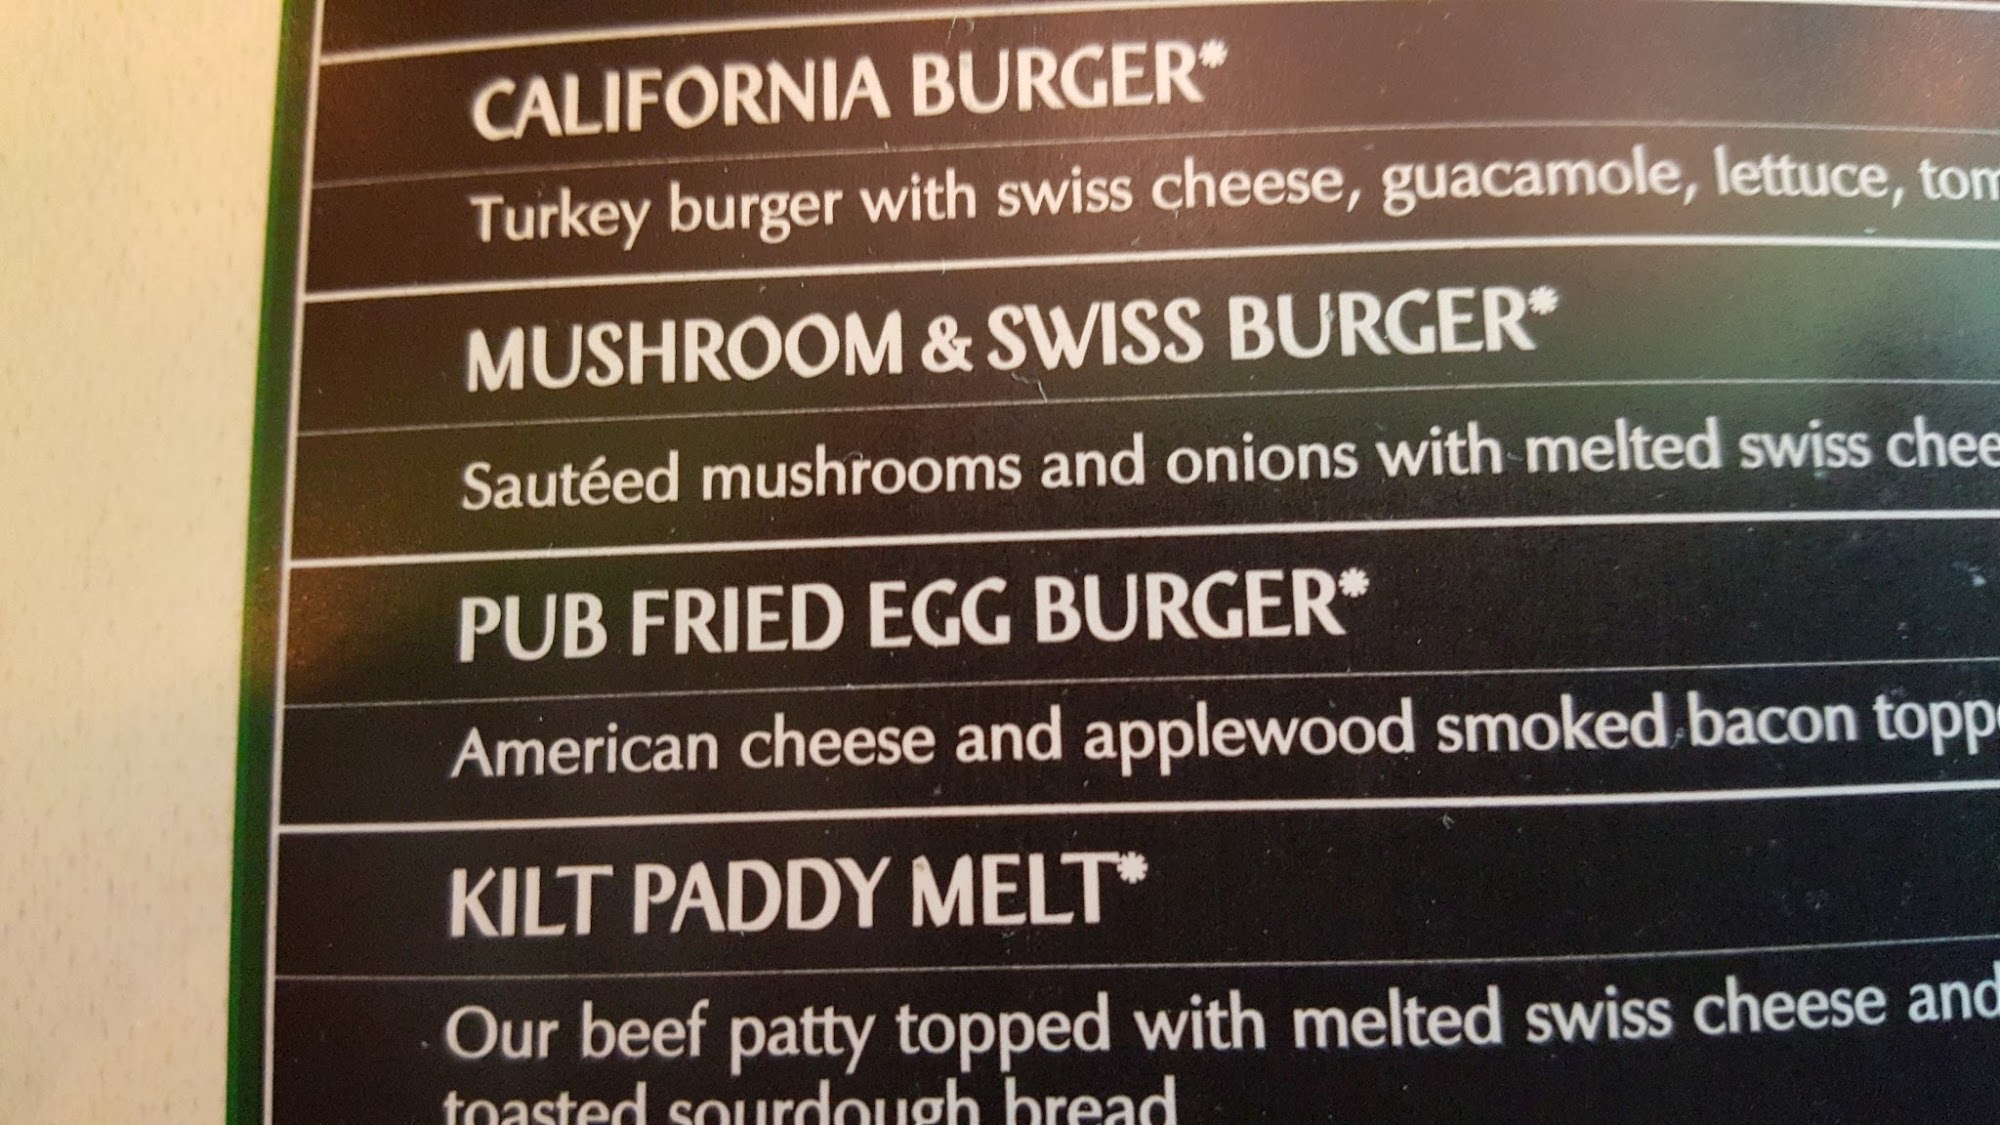 CALIFORNIA BURGER*
Turkey burger with swiss cheese, guacamole, lettuce,
MUSHROOM & SWISS BURGER*
Sautéed mushrooms and onions with melted swiss
PUB FRIED EGG BURGER*
American cheese and applewood smoked bacon
KILT PADDY MELT*
Our beef patty topped with melted swiss cheese and
toasted sourdough bread